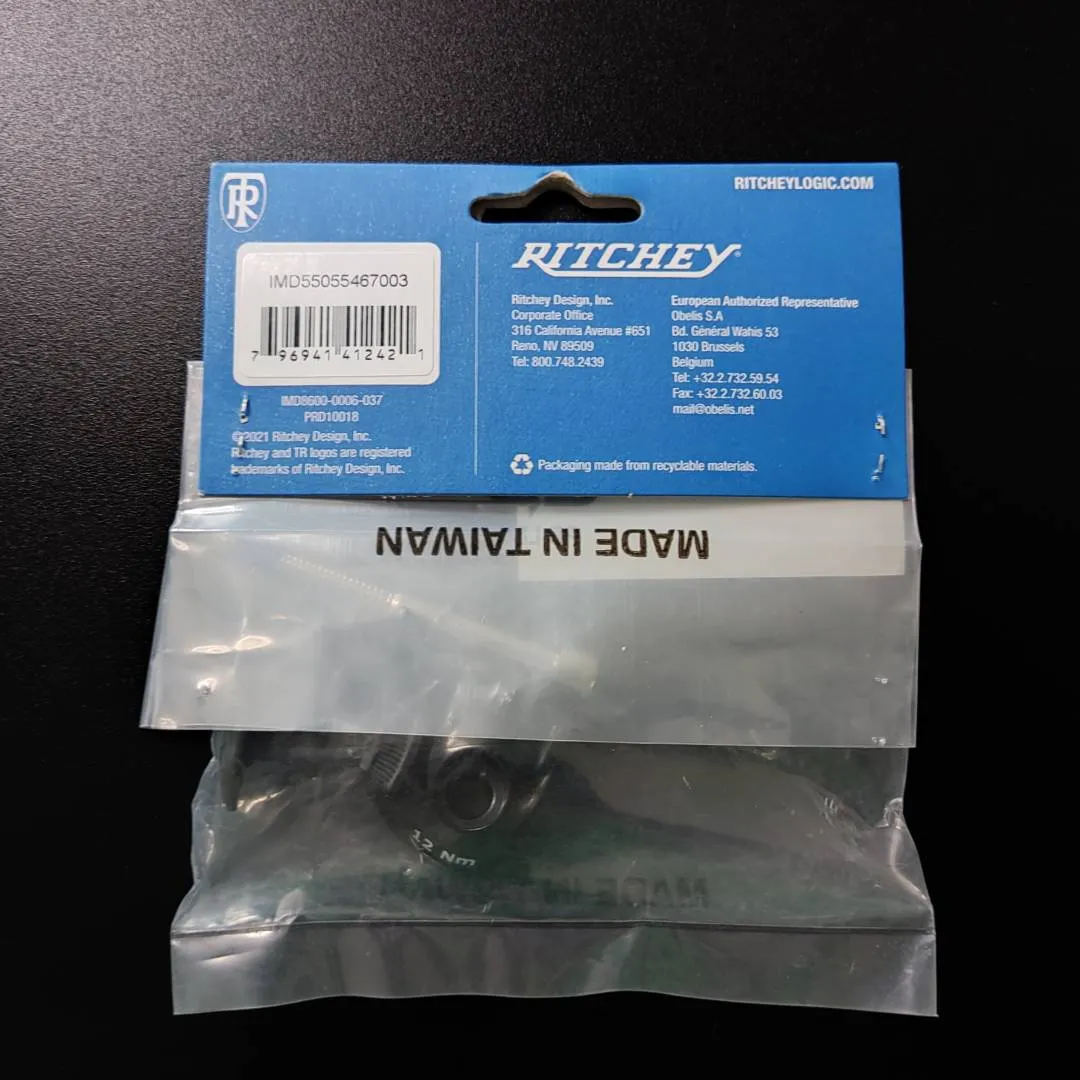 TR
RITCHEYLOGIC.COM
IMD55055467003
7 96941 41242 1
IMD8600-0006-037
PRD10018
©2021 Ritchey Design, Inc.
Ritchey and TR logos are registered
trademarks of Ritchey Design, Inc.
RITCHEY®
Ritchey Design, Inc.
Corporate Office
316 California Avenue #651
Reno, NV 89509
Tel: 800.748.2439
European Authorized Representative
Obelis S.A
Bd. Général Wahis 53
1030 Brussels
Belgium
Tel: +32.2.732.59.54
Fax: +32.2.732.60.03
mail@obelis.net
Packaging made from recyclable materials.
MADE IN TAIWAN
12 Nm
MADE IN